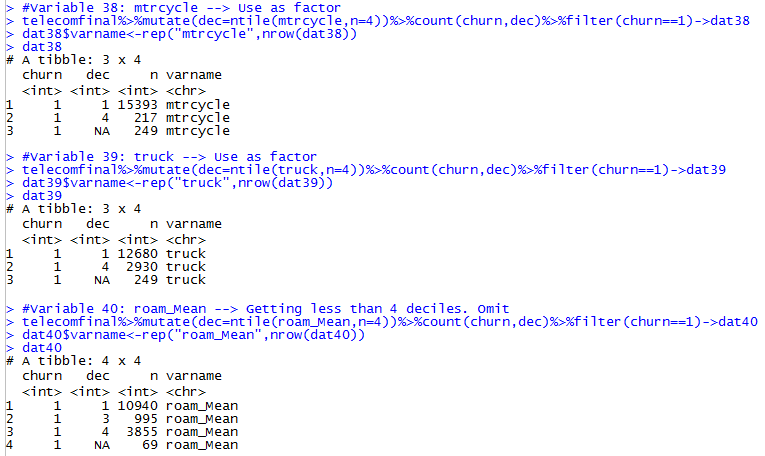 > #Variable 38: mtrcycle --> Use as factor
> telecomfinal%>%mutate(dec=ntile(mtrcycle,n=4))%>%count(churn,dec)%>%filter(churn==1)->dat38
> dat38$varname<-rep("mtrcycle",nrow(dat38))
> dat38
# A tibble: 3 x 4
churn dec n varname
<int> <int> <int> <chr>
1 1 1 15393 mtrcycle
2 1 4 217 mtrcycle
3 1 NA 249 mtrcycle
> #Variable 39: truck --> Use as factor
> telecomfinal%>%mutate(dec=ntile(truck,n=4))%>%count(churn,dec)%>%filter(churn==1)->dat39
> dat39$varname<-rep("truck",nrow(dat39))
> dat39
# A tibble: 3 x 4
churn dec n varname
<int> <int> <int> <chr>
1 1 1 12680 truck
2 1 4 2930 truck
3 1 NA 249 truck
> #Variable 40: roam_Mean --> Getting less than 4 deciles. Omit
> telecomfinal%>%mutate(dec=ntile(roam_Mean,n=4))%>%count(churn,dec)%>%filter(churn==1)->dat40
> dat40$varname<-rep("roam_Mean",nrow(dat40))
> dat40
# A tibble: 4 x 4
churn dec n varname
<int> <int> <int> <chr>
1 1 1 10940 roam_Mean
2 1 3 995 roam_Mean
3 1 4 3855 roam_Mean
4 1 NA 69 roam_Mean